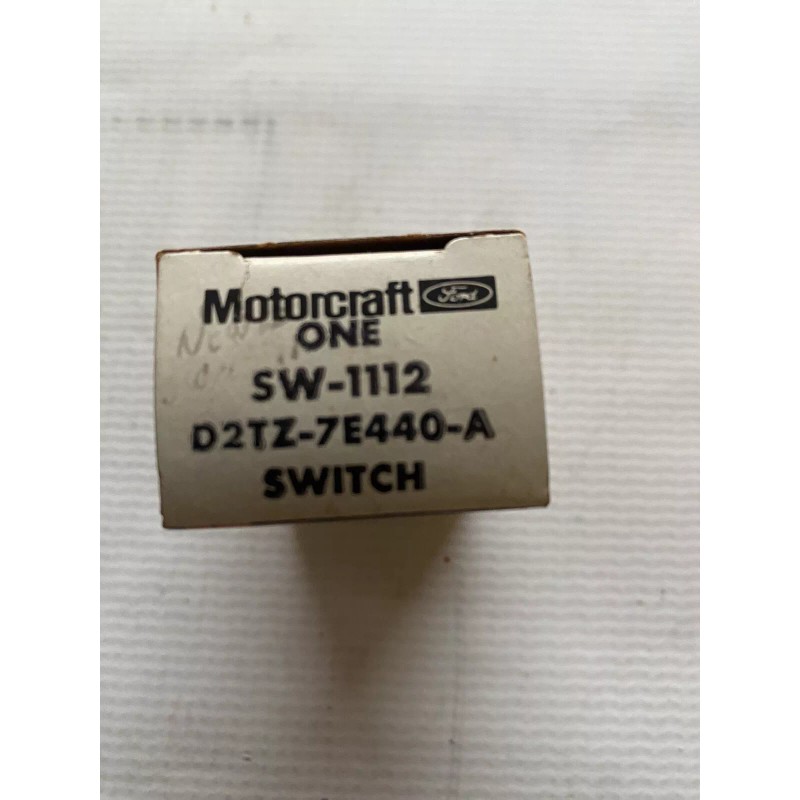 Motorcraft Ford
ONE
SW-1112
D2TZ-7E440-A
SWITCH